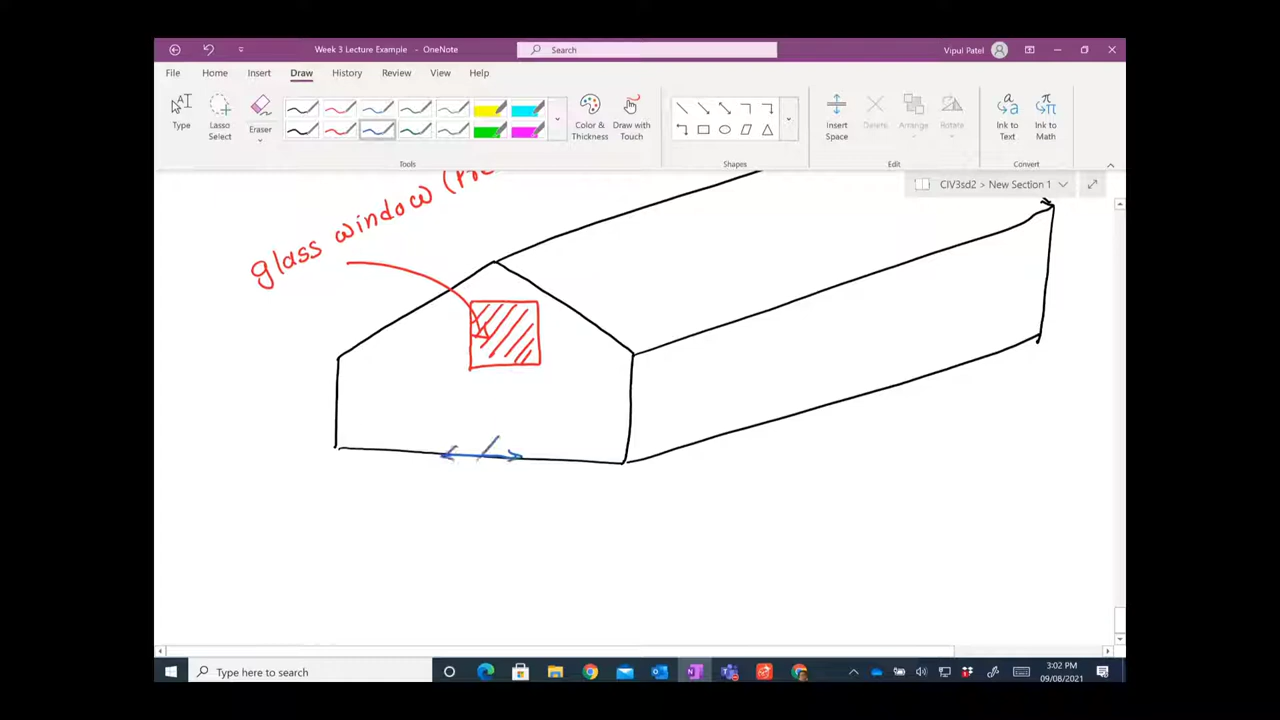 Week 3 Lecture Example - OneNote
Search
Vipul Patel
File Home Insert Draw History Review View Help
Type
Lasso Select
Eraser
Color & Thickness
Draw with Touch
Insert Space
Delete
Arrange
Rotate
Ink to Text
Ink to Math
Tools
Shapes
Edit
Convert
CIV3sd2 > New Section 1
glass window
Type here to search
3:02 PM
09/08/2021